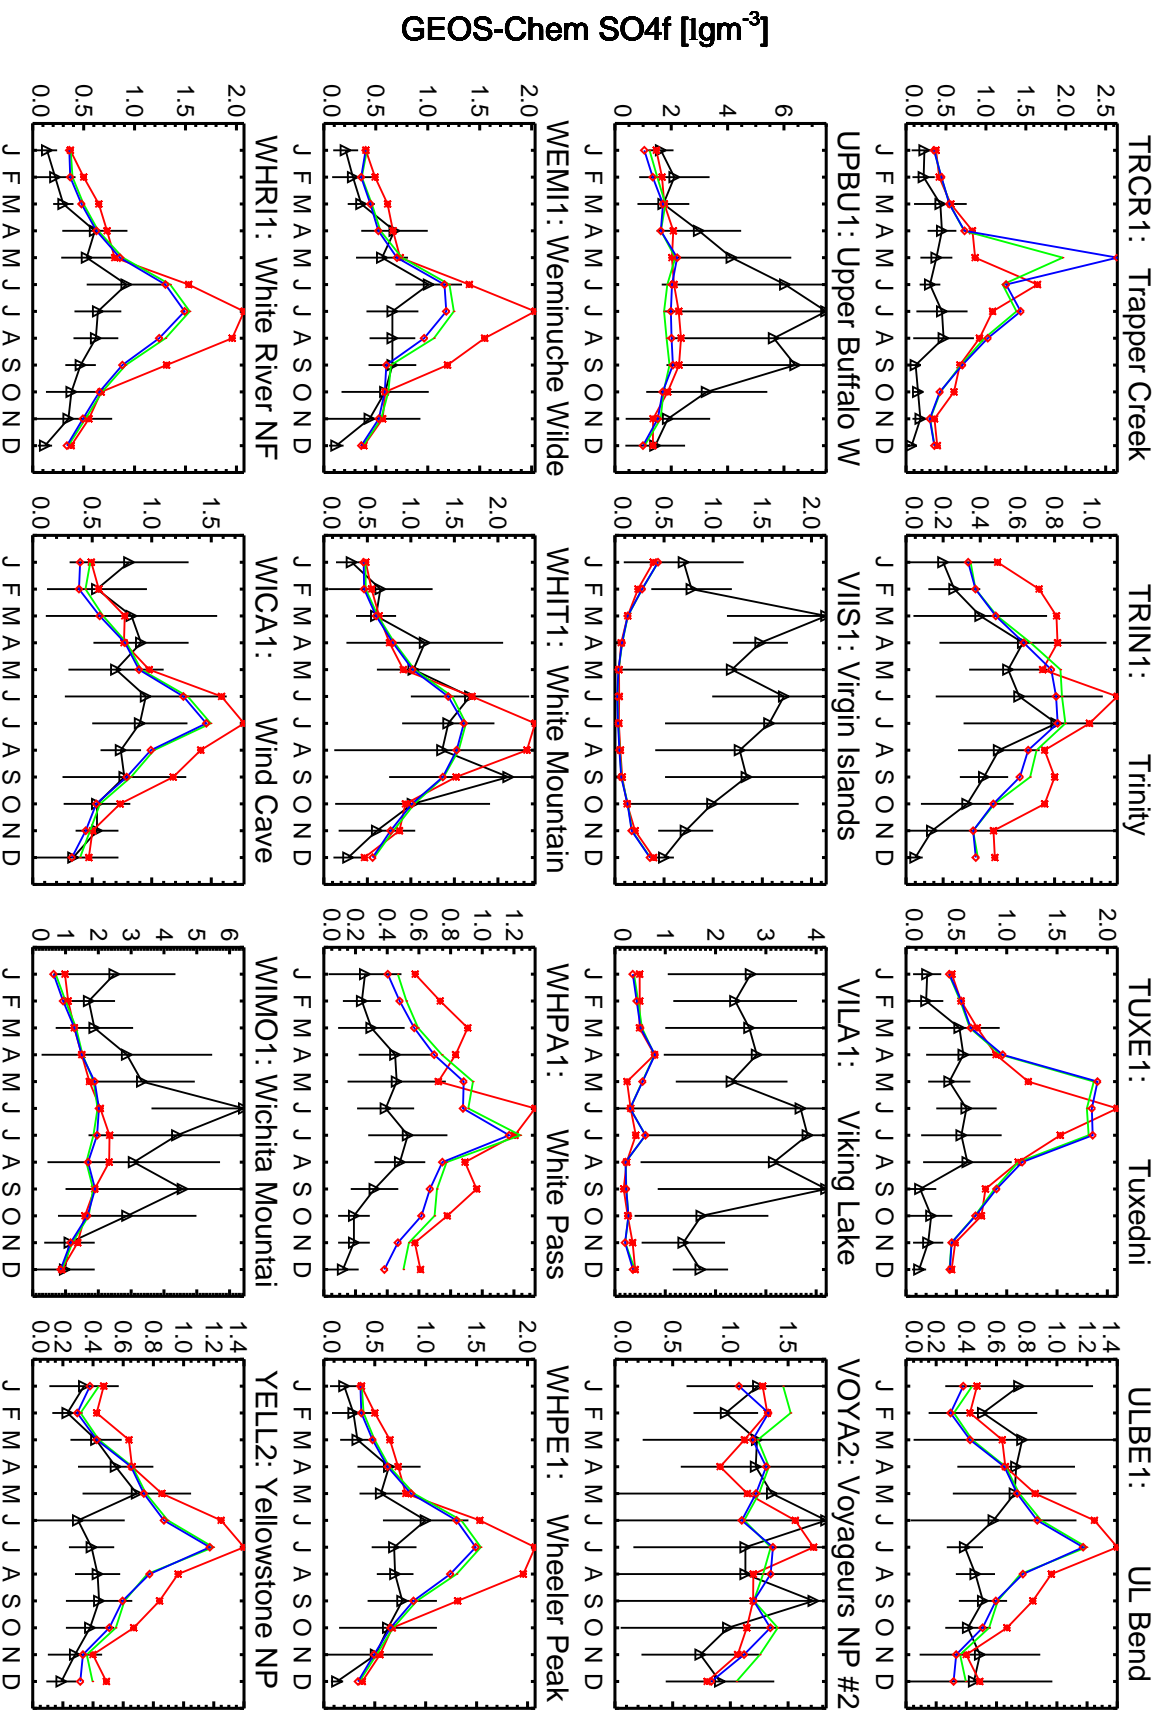 GEOS-Chem SO4f [1gm⁻³]
TRCR1: Trapper Creek
2.5
2.0
1.5
1.0
0.5
0.0
J F M A M J J A S O N D
TRIN1: Trinity
1.0
0.8
0.6
0.4
0.2
0.0
J F M A M J J A S O N D
TUXE1: Tuxedni
2.0
1.5
1.0
0.5
0.0
J F M A M J J A S O N D
ULBE1: UL Bend
1.4
1.2
1.0
0.8
0.6
0.4
0.2
0.0
J F M A M J J A S O N D
UPBU1: Upper Buffalo W
6
4
2
0
J F M A M J J A S O N D
VIIS1: Virgin Islands
2.0
1.5
1.0
0.5
0.0
J F M A M J J A S O N D
VILA1: Viking Lake
4
3
2
1
0
J F M A M J J A S O N D
VOYA2: Voyageurs NP #2
1.5
1.0
0.5
0.0
J F M A M J J A S O N D
WEMI1: Weminuche Wilde
2.0
1.5
1.0
0.5
0.0
J F M A M J J A S O N D
WHIT1: White Mountain
2.0
1.5
1.0
0.5
0.0
J F M A M J J A S O N D
WHPA1: White Pass
1.2
1.0
0.8
0.6
0.4
0.2
0.0
J F M A M J J A S O N D
WHPE1: Wheeler Peak
2.0
1.5
1.0
0.5
0.0
J F M A M J J A S O N D
WHRI1: White River NF
2.0
1.5
1.0
0.5
0.0
J F M A M J J A S O N D
WICA1: Wind Cave
1.5
1.0
0.5
0.0
J F M A M J J A S O N D
WIMO1: Wichita Mountai
6
5
4
3
2
1
0
J F M A M J J A S O N D
YELL2: Yellowstone NP
1.4
1.2
1.0
0.8
0.6
0.4
0.2
0.0
J F M A M J J A S O N D